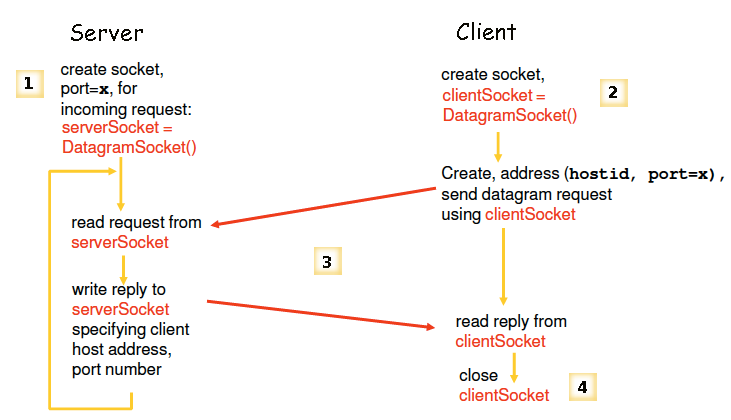 Server
Client
1
create socket,
port=x, for
incoming request:
serverSocket =
DatagramSocket()
create socket,
clientSocket =
DatagramSocket()
2
Create, address (hostid, port=x),
send datagram request
using clientSocket
read request from
serverSocket
3
write reply to
serverSocket
specifying client
host address,
port number
read reply from
clientSocket
close
clientSocket
4